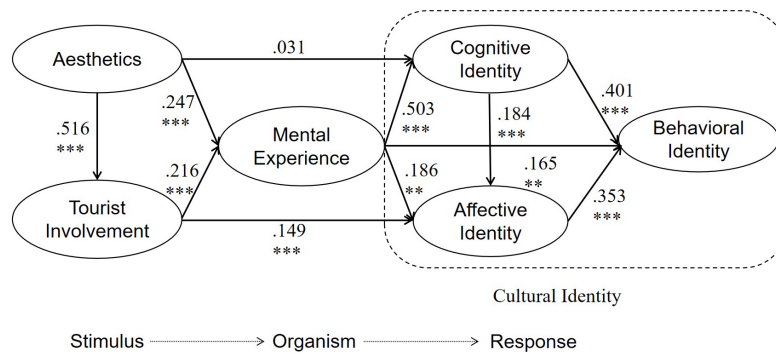 Aesthetics
.031
Cognitive
Identity
.247
***
.516
***
.503
***
.184
***
.401
***
Mental
Experience
Behavioral
Identity
.216
***
.186
**
.165
**
.353
***
Tourist
Involvement
.149
***
Affective
Identity
Cultural Identity
Stimulus
Organism
Response